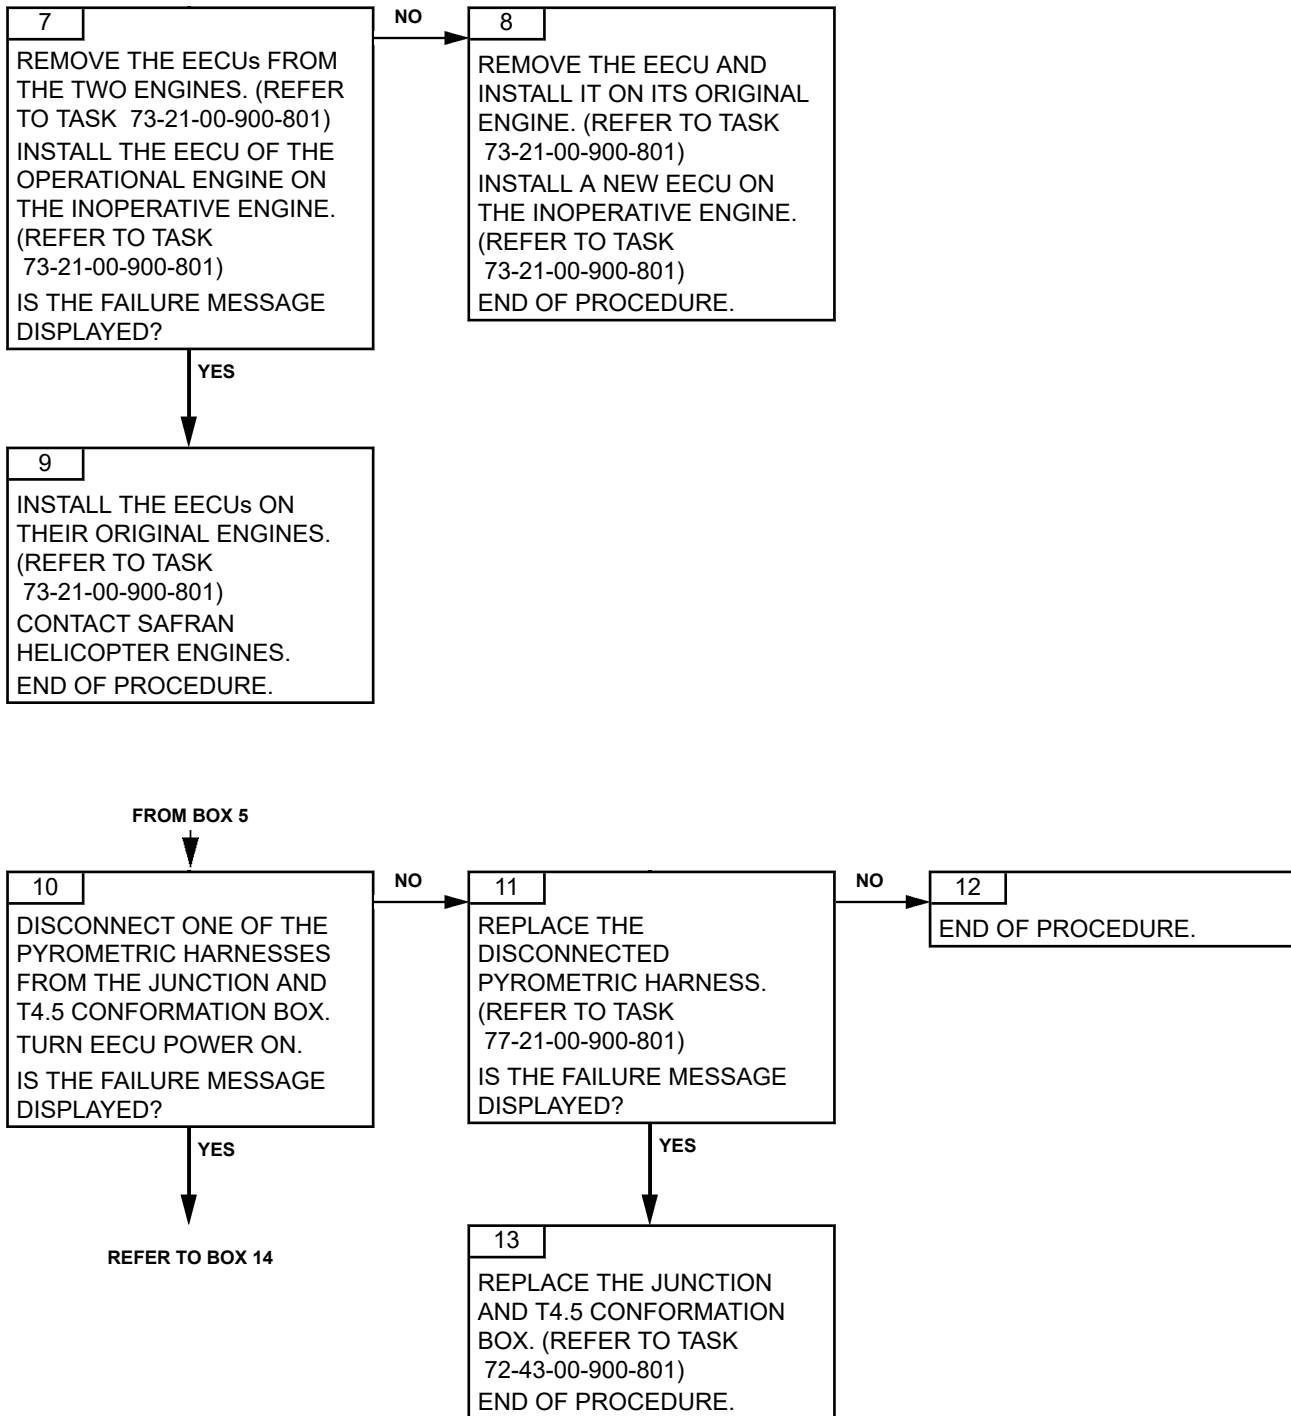 7
REMOVE THE EECUs FROM
THE TWO ENGINES. (REFER
TO TASK 73-21-00-900-801)
INSTALL THE EECU OF THE
OPERATIONAL ENGINE ON
THE INOPERATIVE ENGINE.
(REFER TO TASK
73-21-00-900-801)
IS THE FAILURE MESSAGE
DISPLAYED?
NO
8
REMOVE THE EECU AND
INSTALL IT ON ITS ORIGINAL
ENGINE. (REFER TO TASK
73-21-00-900-801)
INSTALL A NEW EECU ON
THE INOPERATIVE ENGINE.
(REFER TO TASK
73-21-00-900-801)
END OF PROCEDURE.
YES
9
INSTALL THE EECUs ON
THEIR ORIGINAL ENGINES.
(REFER TO TASK
73-21-00-900-801)
CONTACT SAFRAN
HELICOPTER ENGINES.
END OF PROCEDURE.
FROM BOX 5
10
DISCONNECT ONE OF THE
PYROMETRIC HARNESSES
FROM THE JUNCTION AND
T4.5 CONFORMATION BOX.
TURN EECU POWER ON.
IS THE FAILURE MESSAGE
DISPLAYED?
NO
11
REPLACE THE
DISCONNECTED
PYROMETRIC HARNESS.
(REFER TO TASK
77-21-00-900-801)
IS THE FAILURE MESSAGE
DISPLAYED?
NO
12
END OF PROCEDURE.
YES
REFER TO BOX 14
YES
13
REPLACE THE JUNCTION
AND T4.5 CONFORMATION
BOX. (REFER TO TASK
72-43-00-900-801)
END OF PROCEDURE.